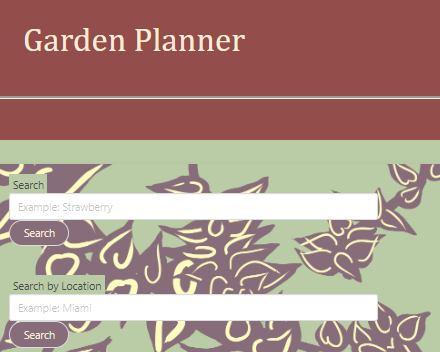 Garden Planner
Search
Example: Strawberry
Search
Search by Location
Example: Miami
Search